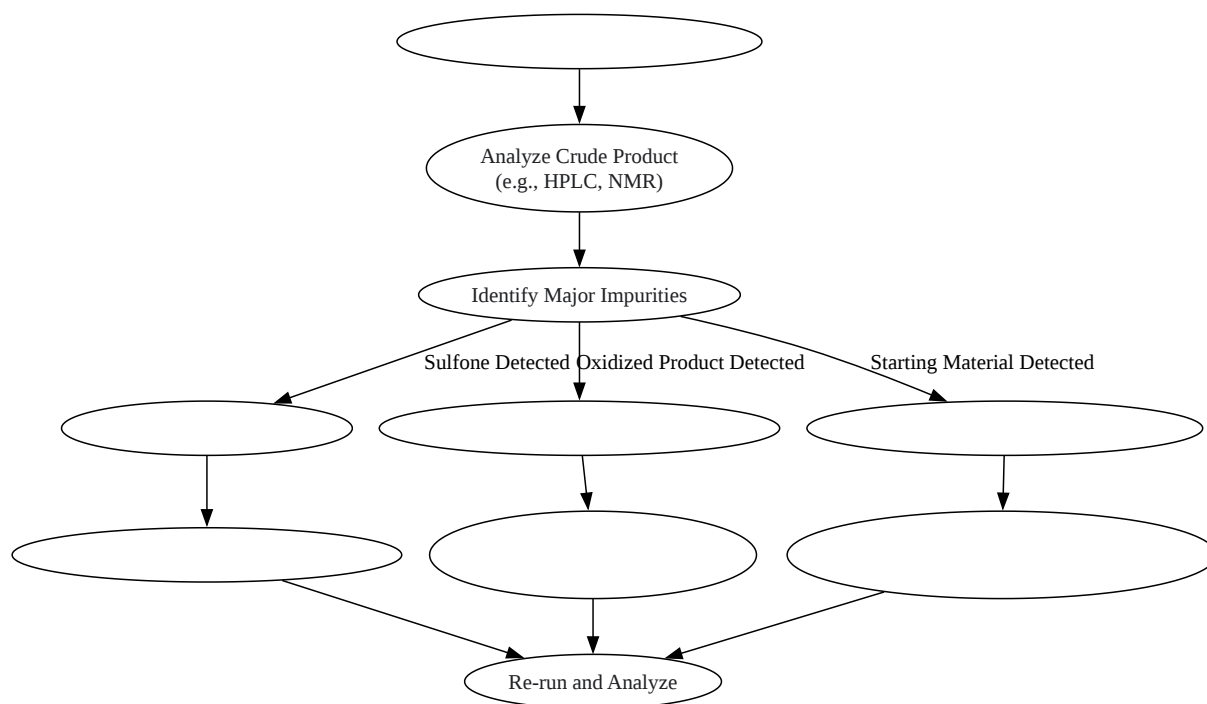 Analyze Crude Product
(e.g., HPLC, NMR)
Identify Major Impurities
Sulfone Detected
Oxidized Product Detected
Starting Material Detected
Re-run and Analyze